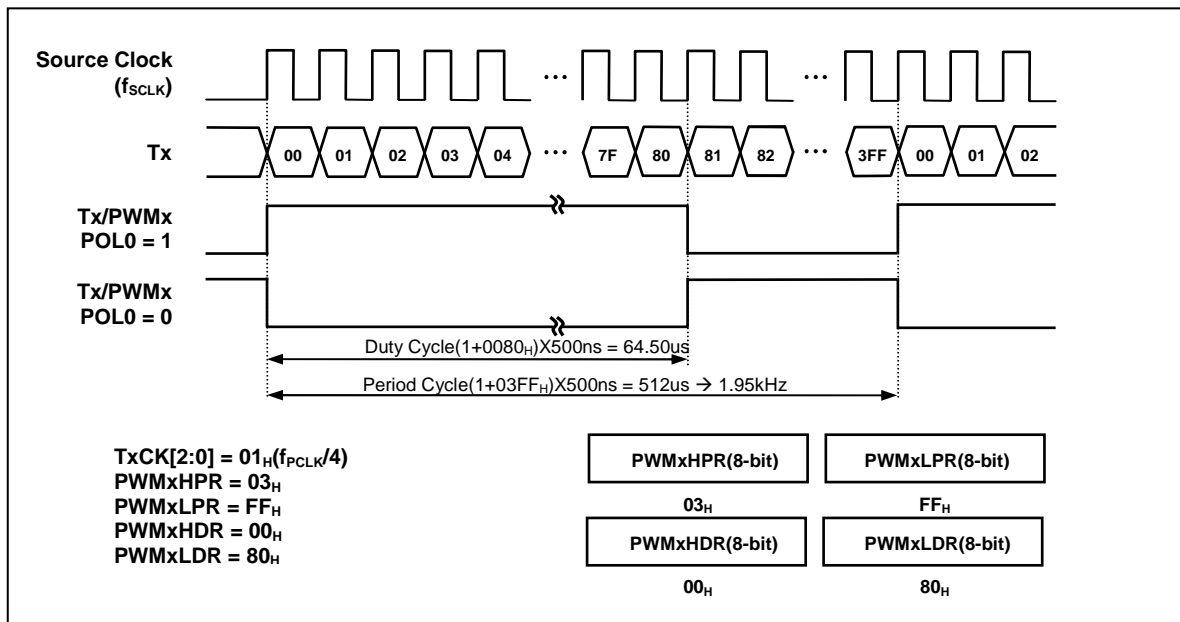 Source Clock
(fSCLK)
Tx
00 01 02 03 04 ··· 7F 80 81 82 ··· 3FF 00 01 02
Tx/PWMx
POL0 = 1
Tx/PWMx
POL0 = 0
Duty Cycle(1+0080H)X500ns = 64.50us
Period Cycle(1+03FFH)X500ns = 512us → 1.95kHz
TxCK[2:0] = 01H(fPCLK/4)
PWMxHPR = 03H
PWMxLPR = FFH
PWMxHDR = 00H
PWMxLDR = 80H
PWMxHPR(8-bit) PWMxLPR(8-bit)
03H FFH
PWMxHDR(8-bit) PWMxLDR(8-bit)
00H 80H